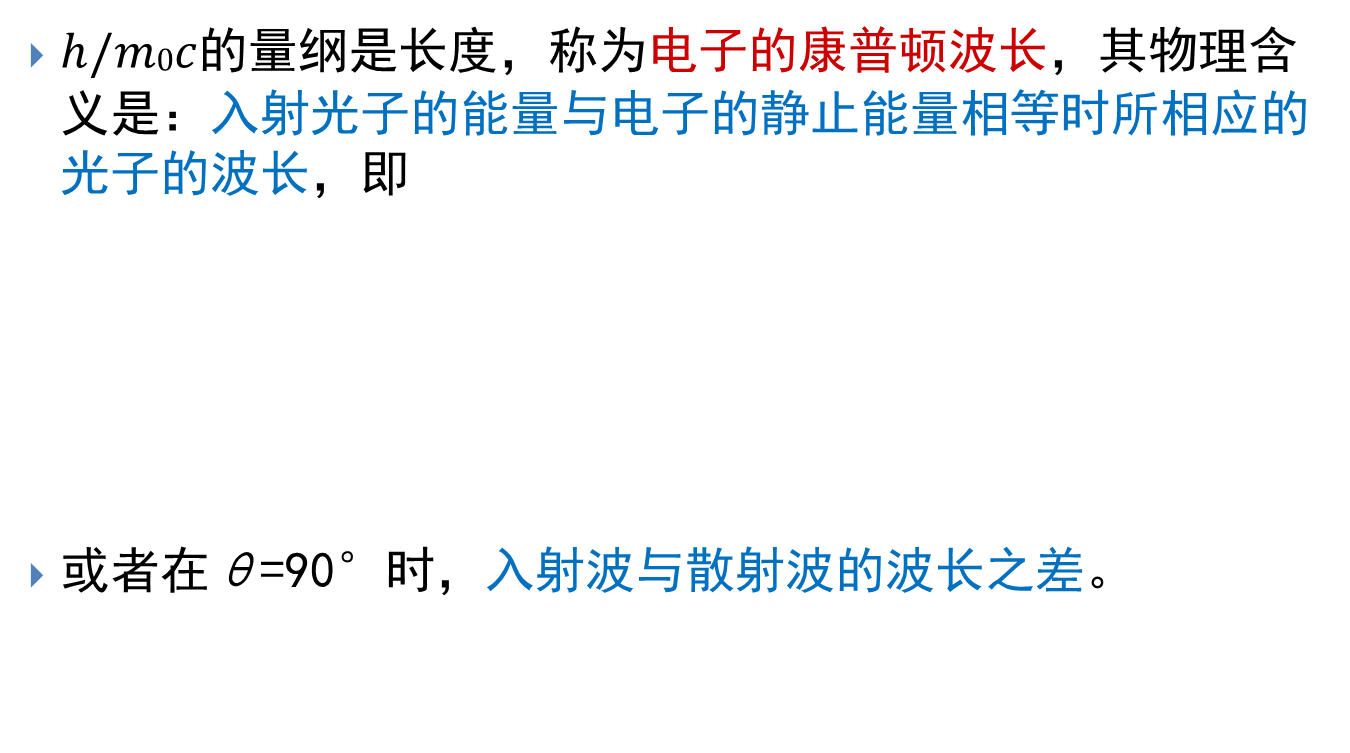 h/m₀c的量纲是长度，称为电子的康普顿波长，其物理含
义是：入射光子的能量与电子的静止能量相等时所相应的
光子的波长，即
或者在 θ=90° 时，入射波与散射波的波长之差。